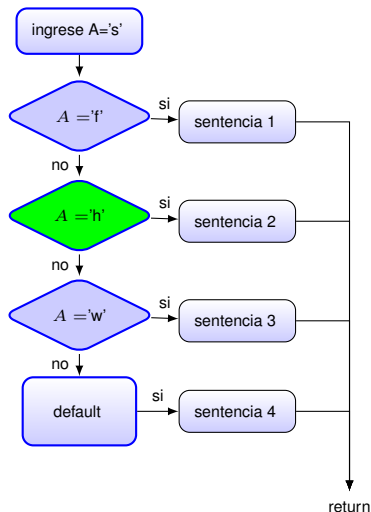 ingrese A='s'
A ='f'
si
sentencia 1
no
A ='h'
si
sentencia 2
no
A ='w'
si
sentencia 3
no
default
si
sentencia 4
return